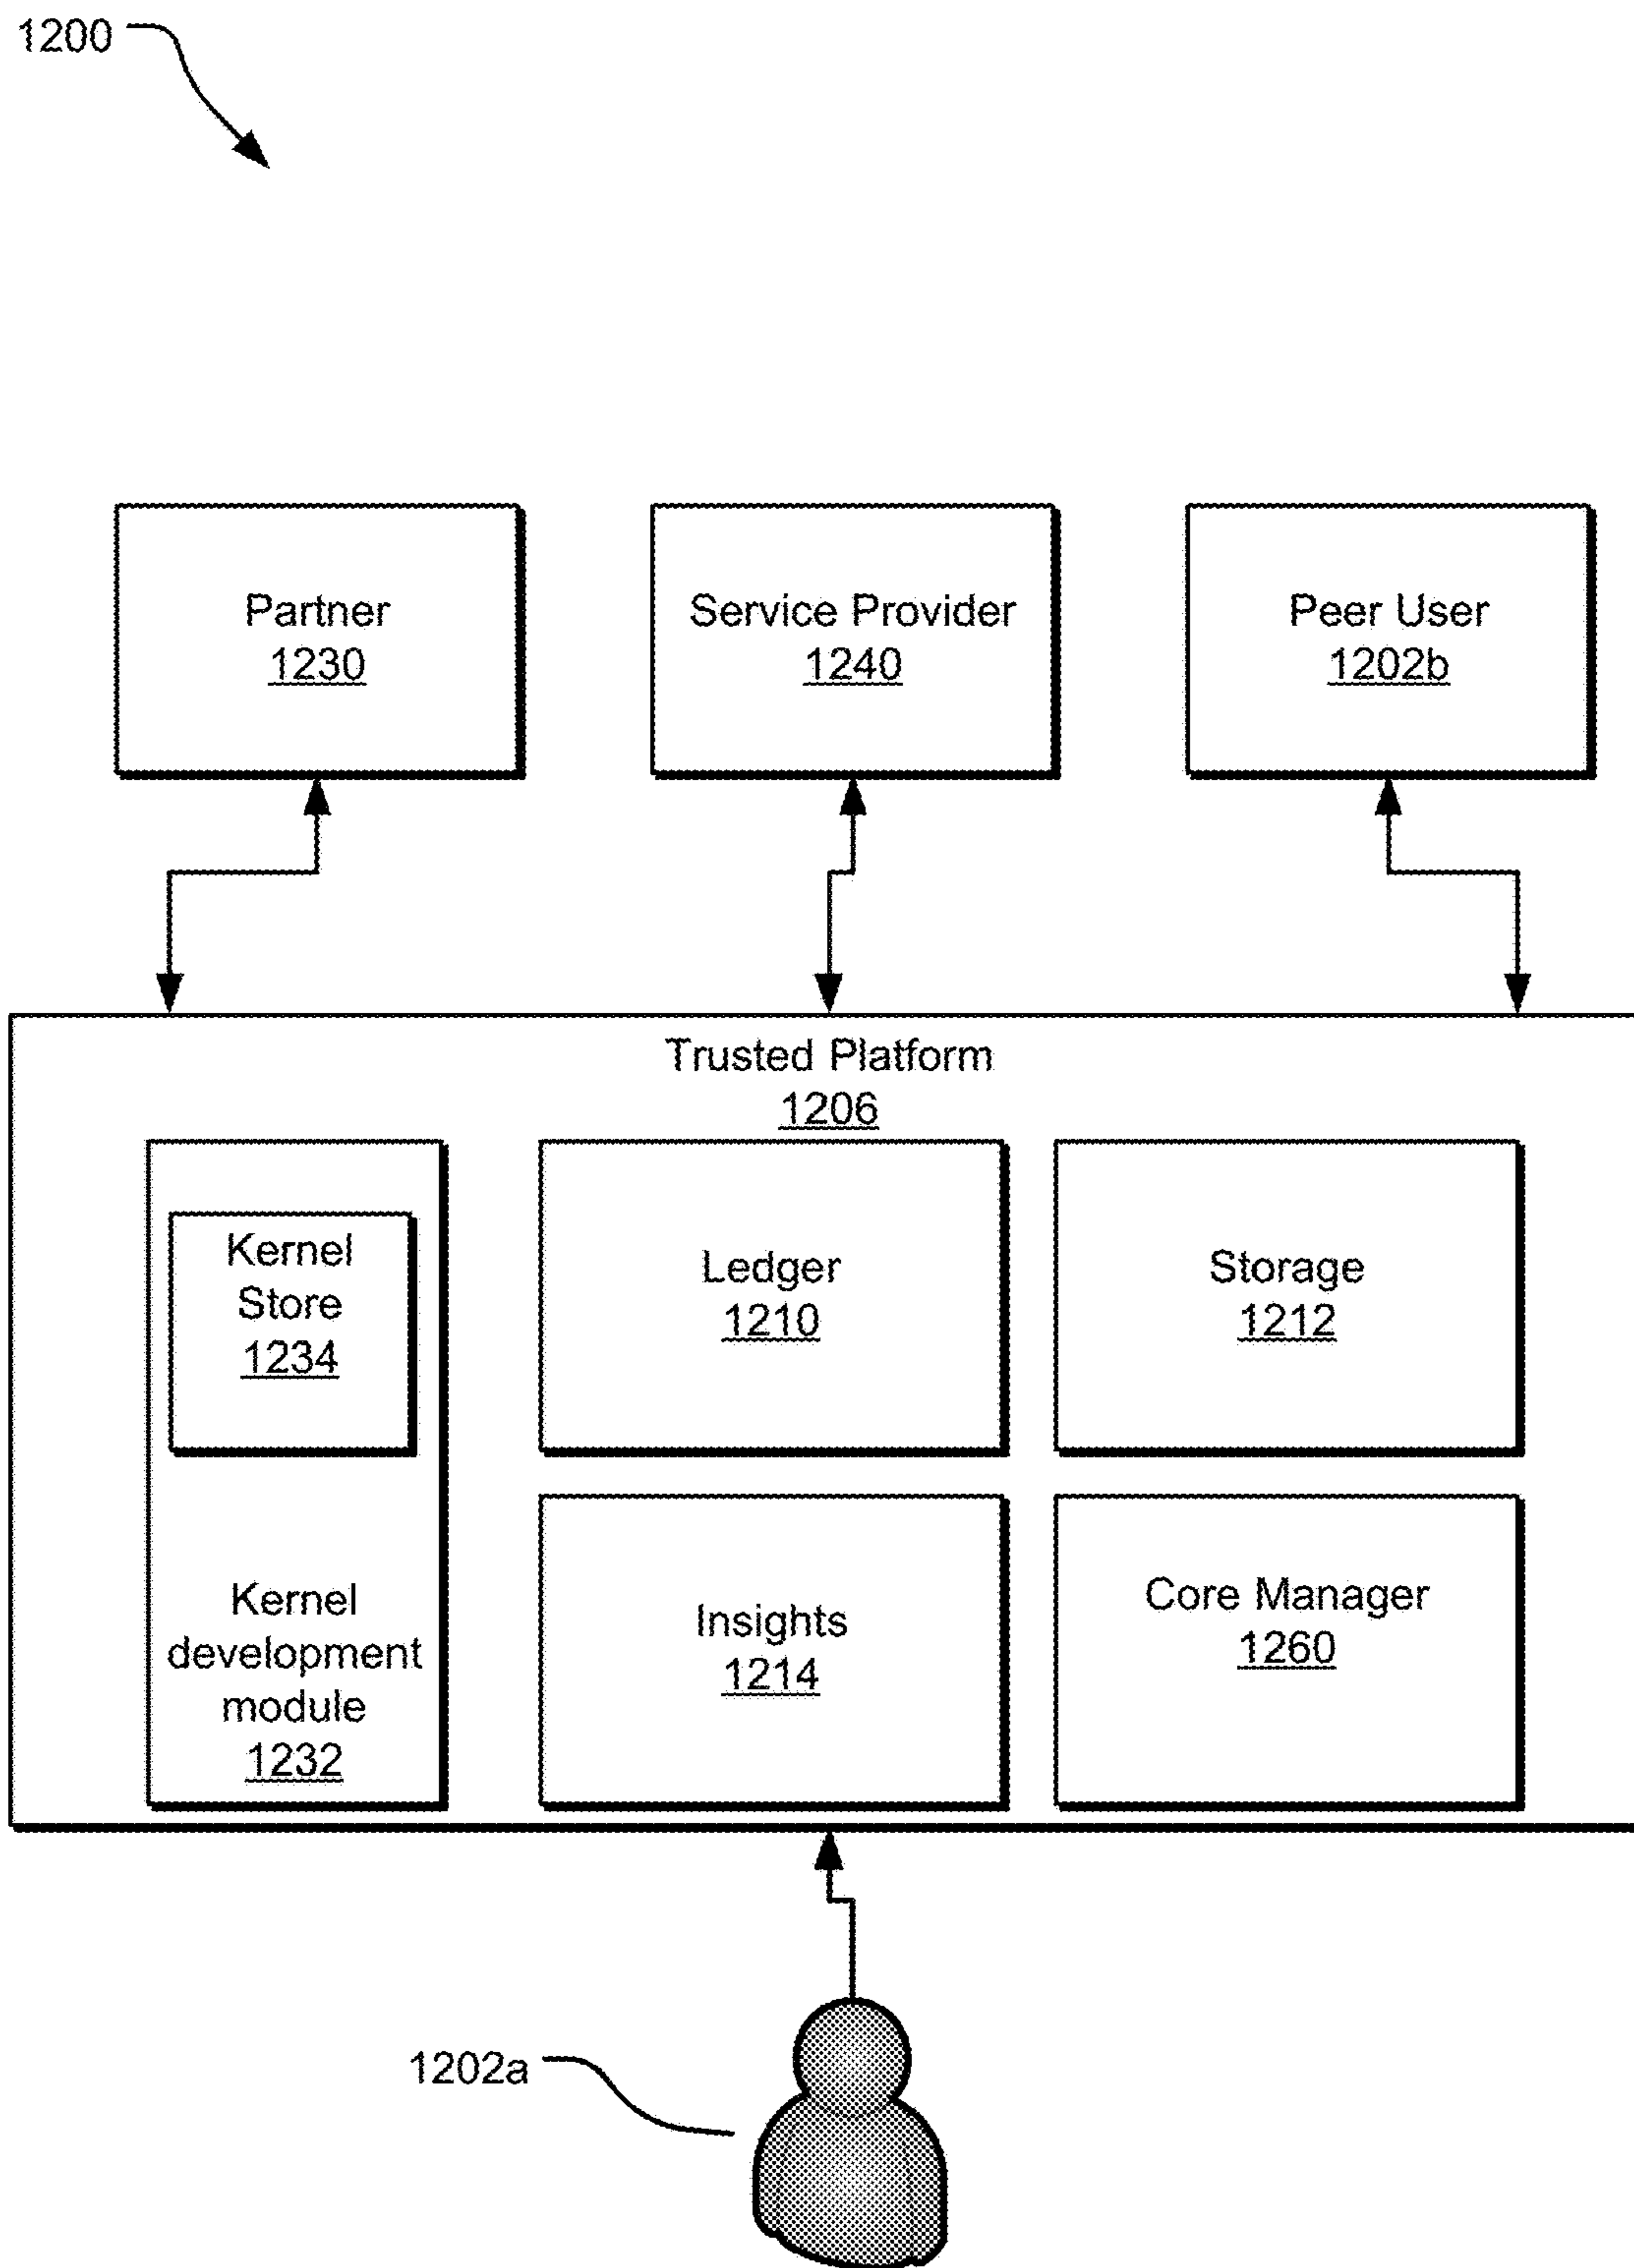 1200
Partner
1230
Service Provider
1240
Peer User
1202b
Trusted Platform
1206
Kernel
Store
1234
Kernel
development
module
1232
Ledger
1210
Storage
1212
Insights
1214
Core Manager
1260
1202a